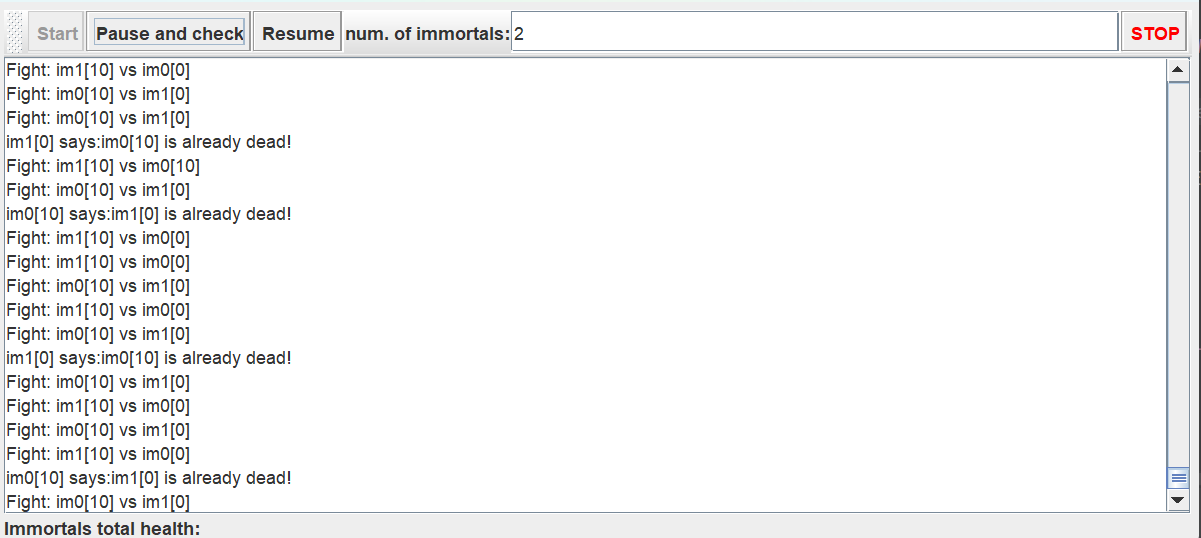 Start Pause and check Resume num. of immortals: 2 STOP
Fight: im1[10] vs im0[0]
Fight: im0[10] vs im1[0]
Fight: im0[10] vs im1[0]
im1[0] says:im0[10] is already dead!
Fight: im1[10] vs im0[10]
Fight: im0[10] vs im1[0]
im0[10] says:im1[0] is already dead!
Fight: im1[10] vs im0[0]
Fight: im1[10] vs im0[0]
Fight: im0[10] vs im1[0]
Fight: im1[10] vs im0[0]
Fight: im0[10] vs im1[0]
im1[0] says:im0[10] is already dead!
Fight: im0[10] vs im1[0]
Fight: im1[10] vs im0[0]
Fight: im0[10] vs im1[0]
Fight: im1[10] vs im0[0]
im0[10] says:im1[0] is already dead!
Fight: im0[10] vs im1[0]
Immortals total health: